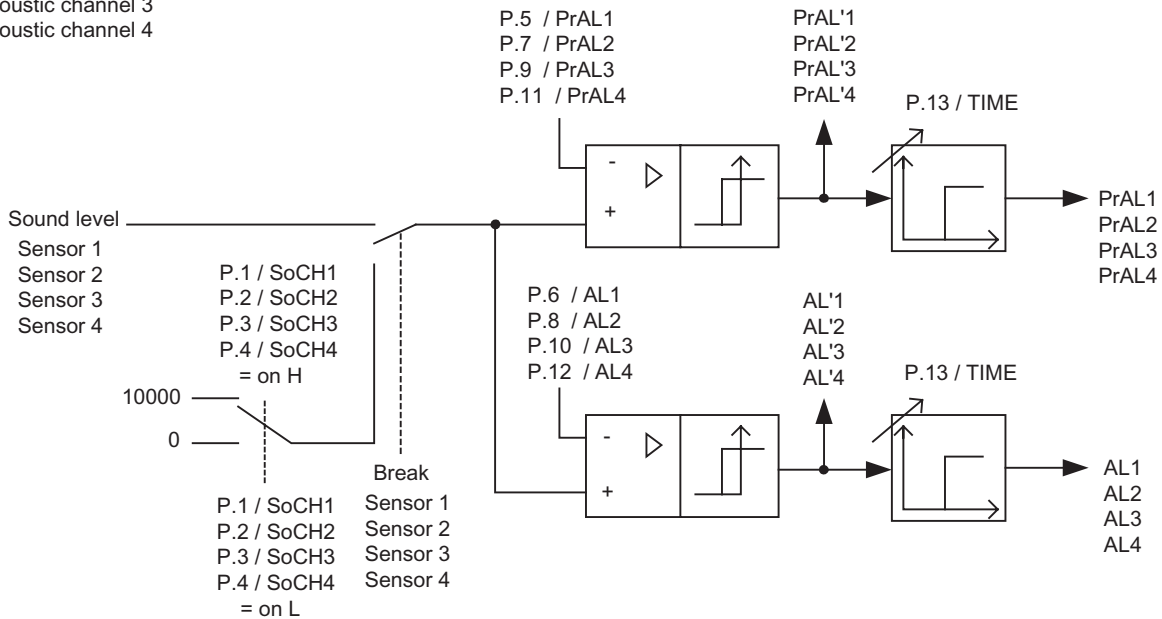 channel 3
channel 4
P.5 / PrAL1
P.7 / PrAL2
P.9 / PrAL3
P.11 / PrAL4
PrAL'1
PrAL'2
PrAL'3
PrAL'4
P.13 / TIME
-
+
PrAL1
PrAL2
PrAL3
PrAL4
Sound level
Sensor 1
Sensor 2
Sensor 3
Sensor 4
P.1 / SoCH1
P.2 / SoCH2
P.3 / SoCH3
P.4 / SoCH4
= on H
10000
0
P.1 / SoCH1
P.2 / SoCH2
P.3 / SoCH3
P.4 / SoCH4
= on L
Break
Sensor 1
Sensor 2
Sensor 3
Sensor 4
P.6 / AL1
P.8 / AL2
P.10 / AL3
P.12 / AL4
AL'1
AL'2
AL'3
AL'4
P.13 / TIME
-
+
AL1
AL2
AL3
AL4